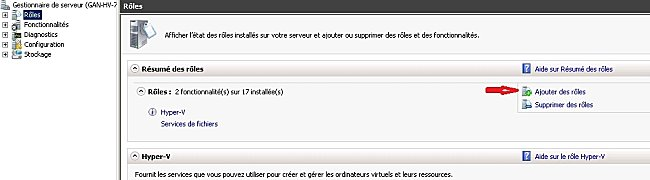 Gestionnaire de serveur (GAN-HV-2
Rôles
Fonctionnalités
Diagnostics
Configuration
Stockage
Rôles
Afficher l'état des rôles installés sur votre serveur et ajouter ou supprimer des rôles et des fonctionnalités.
Résumé des rôles
Aide sur Résumé des rôles
Rôles : 2 fonctionnalité(s) sur 17 installée(s)
Ajouter des rôles
Supprimer des rôles
Hyper-V
Services de fichiers
Hyper-V
Aide sur le rôle Hyper-V
Fournit les services que vous pouvez utiliser pour créer et gérer les ordinateurs virtuels et leurs ressources.